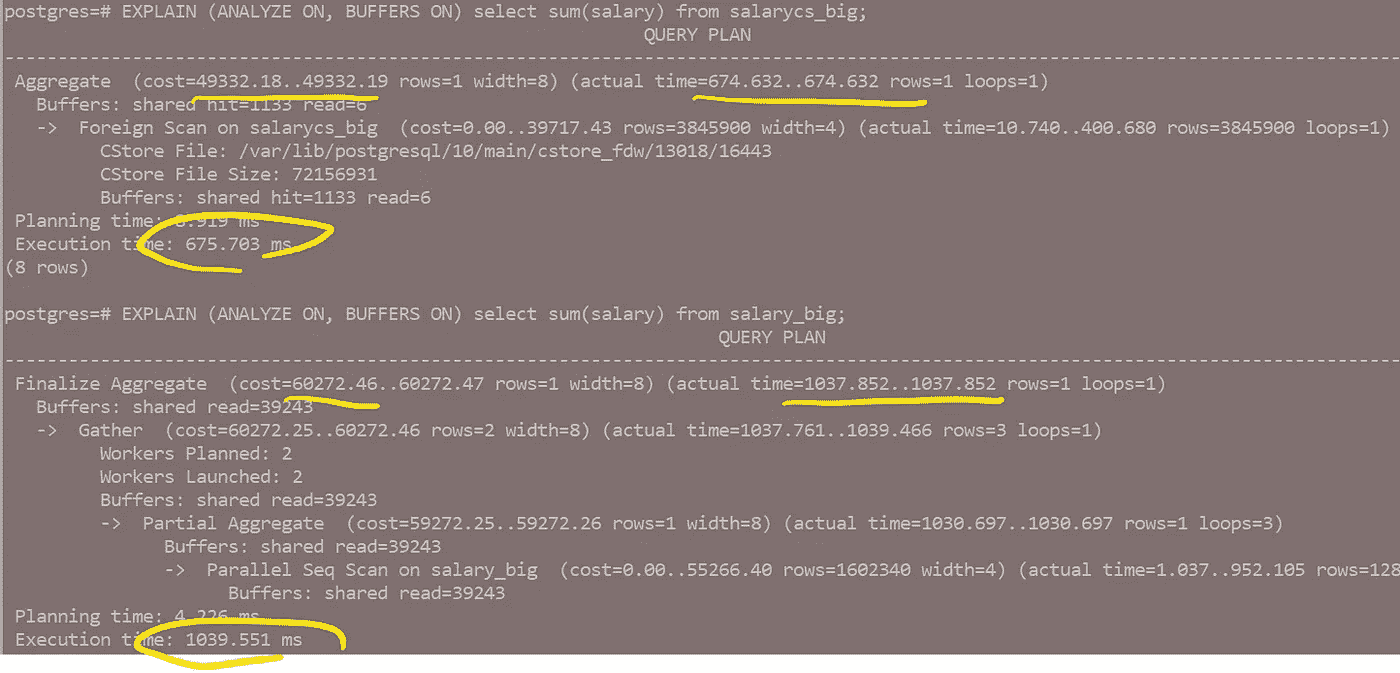 postgres=# EXPLAIN (ANALYZE ON, BUFFERS ON) select sum(salary) from salarycs_big;
QUERY PLAN
Aggregate (cost=49332.18..49332.19 rows=1 width=8) (actual time=674.632..674.632 rows=1 loops=1)
Buffers: shared hit=1133 read=6
-> Foreign Scan on salarycs_big (cost=0.00..39717.43 rows=3845900 width=4) (actual time=10.740..400.680 rows=3845900 loops=1)
CStore File: /var/lib/postgresql/10/main/cstore_fdw/13018/16443
CStore File Size: 72156931
Buffers: shared hit=1133 read=6
Planning time: ms
Execution time: 675.703 ms
(8 rows)
postgres=# EXPLAIN (ANALYZE ON, BUFFERS ON) select sum(salary) from salary_big;
QUERY PLAN
Finalize Aggregate (cost=60272.46..60272.47 rows=1 width=8) (actual time=1037.852..1037.852 rows=1 loops=1)
Buffers: shared read=39243
-> Gather (cost=60272.25..60272.46 rows=2 width=8) (actual time=1037.761..1039.466 rows=3 loops=1)
Workers Planned: 2
Workers Launched: 2
Buffers: shared read=39243
-> Partial Aggregate (cost=59272.25..59272.26 rows=1 width=8) (actual time=1030.697..1030.697 rows=1 loops=3)
Buffers: shared read=39243
-> Parallel Seq Scan on salary_big (cost=0.00..55266.40 rows=1602340 width=4) (actual time=1.037..952.105 rows=128
Buffers: shared read=39243
Planning time: 4.226 ms
Execution time: 1039.551 ms